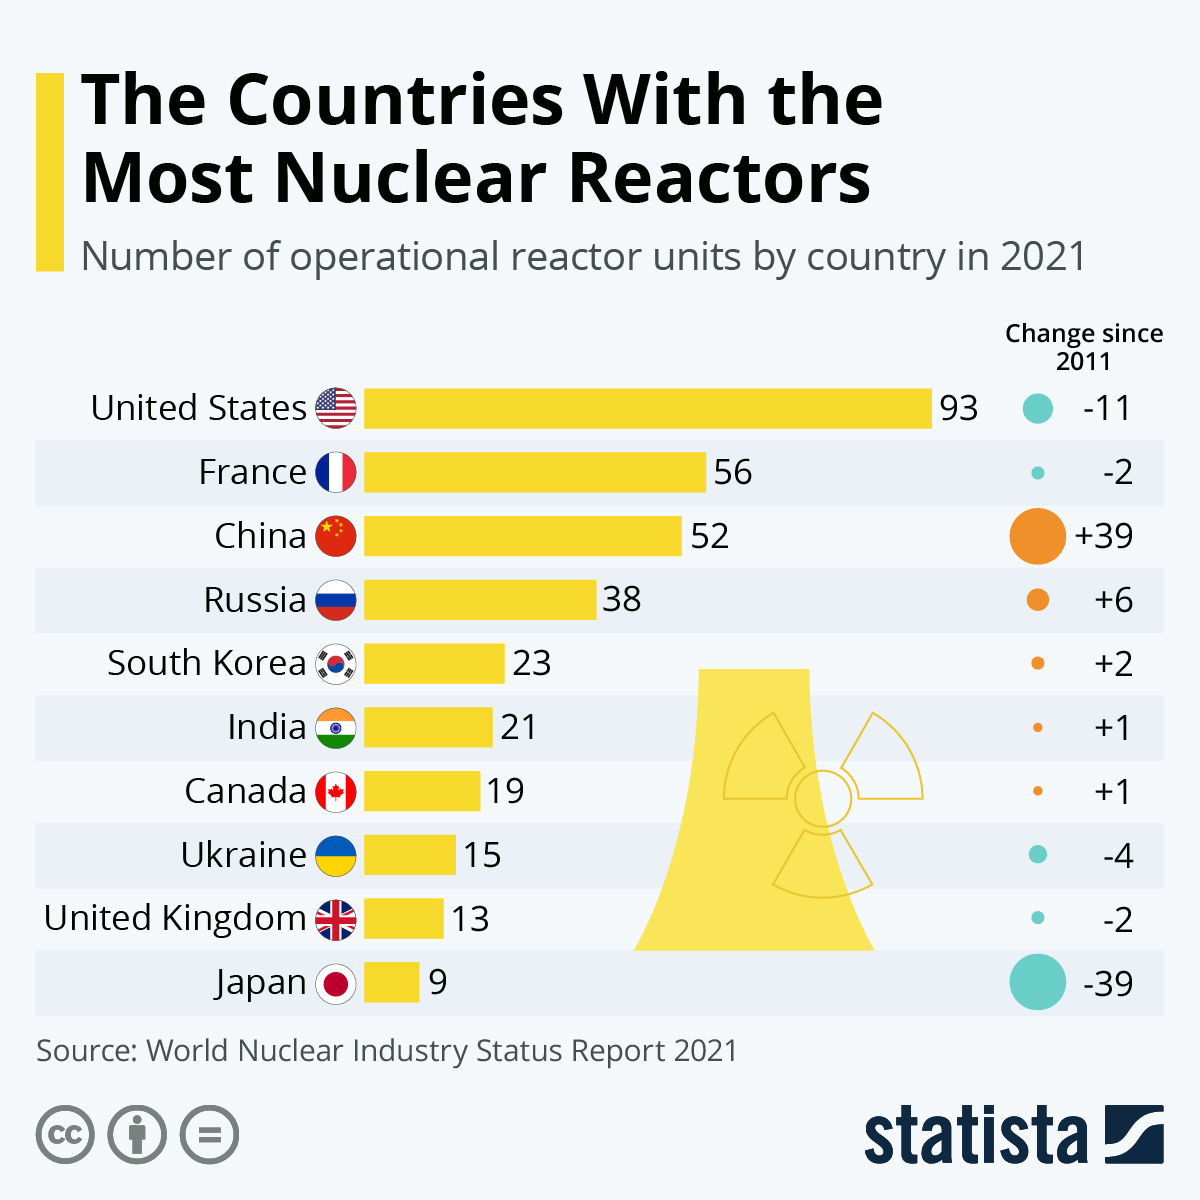 The Countries With the
Most Nuclear Reactors
Number of operational reactor units by country in 2021
Change since
2011
United States 93 -11
France 56 -2
China 52 +39
Russia 38 +6
South Korea 23 +2
India 21 +1
Canada 19 +1
Ukraine 15 -4
United Kingdom 13 -2
Japan 9 -39
Source: World Nuclear Industry Status Report 2021
cc =
statista